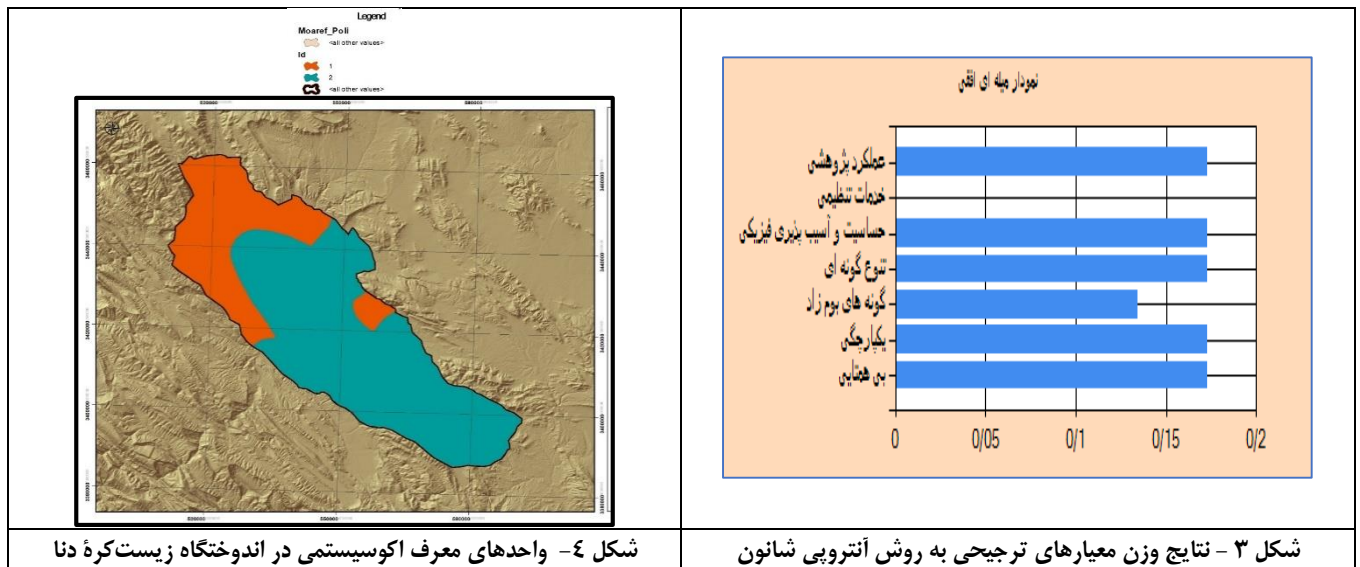 Legend
Moaref_Poli
<all other values>
Id
1
2
<all other values>
نمودار میله ای افقی
عملکرد پژوهشی
خدمات تنظیمی
حساسیت و آسیب پذیری فیزیکی
تنوع گونه ای
گونه های بوم زاد
یکپارچگی
بی همتایی
0 0/05 0/1 0/15 0/2
شکل ۳ - نتایج وزن معیارهای ترجیحی به روش آنتروپی شانون
شکل ٤- واحدهای معرف اکوسیستمی در اندوختگاه زیست‌کرهٔ دنا